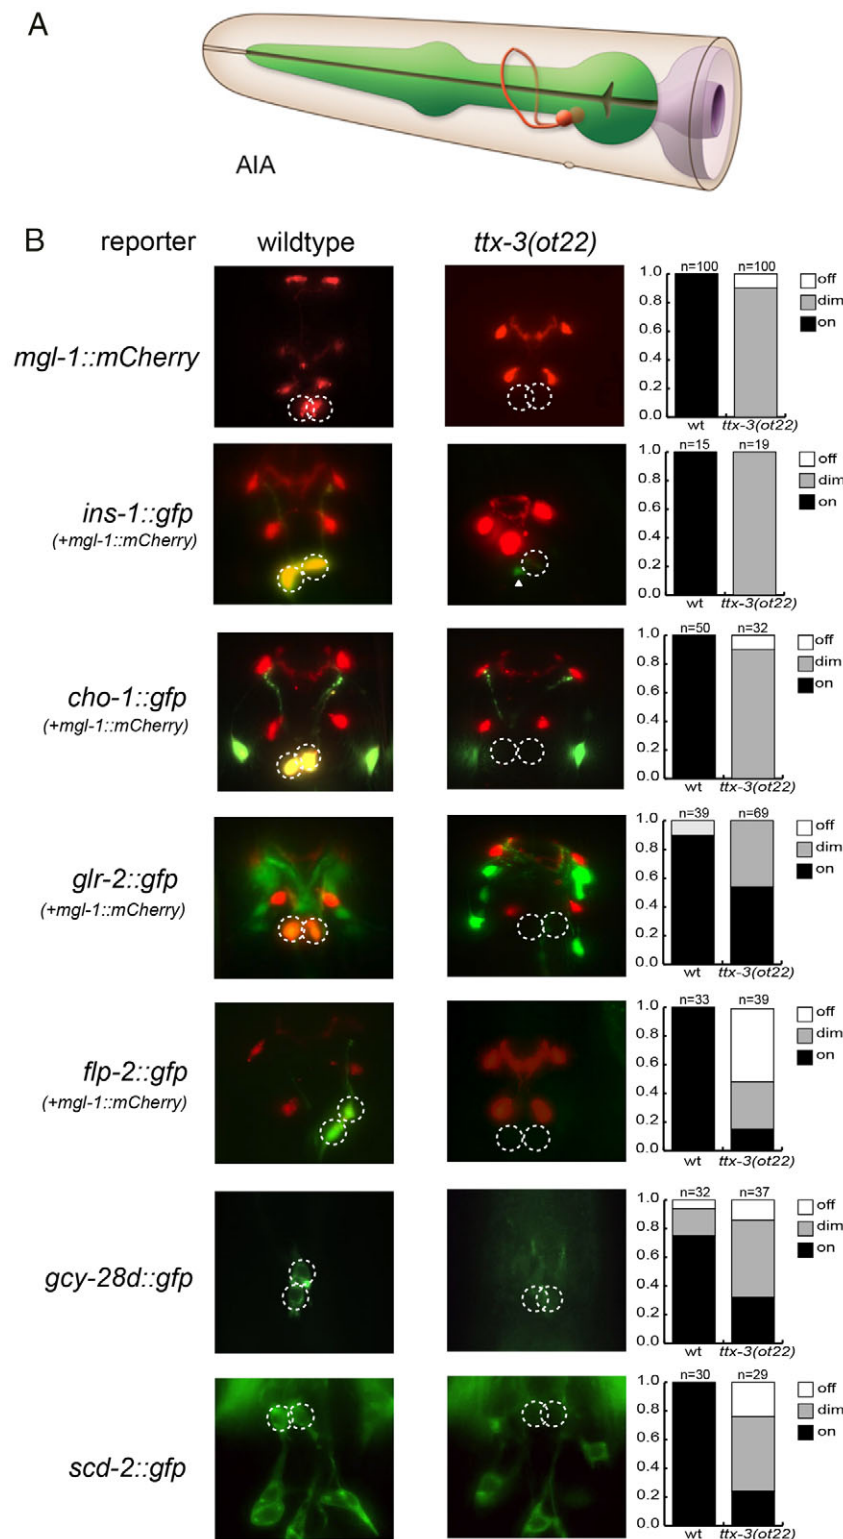 A
AIA
B reporter wildtype ttx-3(ot22)
mgl-1::mCherry
n=100 n=100
1.0
0.8
0.6
0.4
0.2
0.0
wt ttx-3(ot22)
off
dim
on
ins-1::gfp
(+mgl-1::mCherry)
n=15 n=19
1.0
0.8
0.6
0.4
0.2
0.0
wt ttx-3(ot22)
off
dim
on
cho-1::gfp
(+mgl-1::mCherry)
n=50 n=32
1.0
0.8
0.6
0.4
0.2
0.0
wt ttx-3(ot22)
off
dim
on
glr-2::gfp
(+mgl-1::mCherry)
n=39 n=69
1.0
0.8
0.6
0.4
0.2
0.0
wt ttx-3(ot22)
off
dim
on
flp-2::gfp
(+mgl-1::mCherry)
n=33 n=39
1.0
0.8
0.6
0.4
0.2
0.0
wt ttx-3(ot22)
off
dim
on
gcy-28d::gfp
n=32 n=37
1.0
0.8
0.6
0.4
0.2
0.0
wt ttx-3(ot22)
off
dim
on
scd-2::gfp
n=30 n=29
1.0
0.8
0.6
0.4
0.2
0.0
wt ttx-3(ot22)
off
dim
on